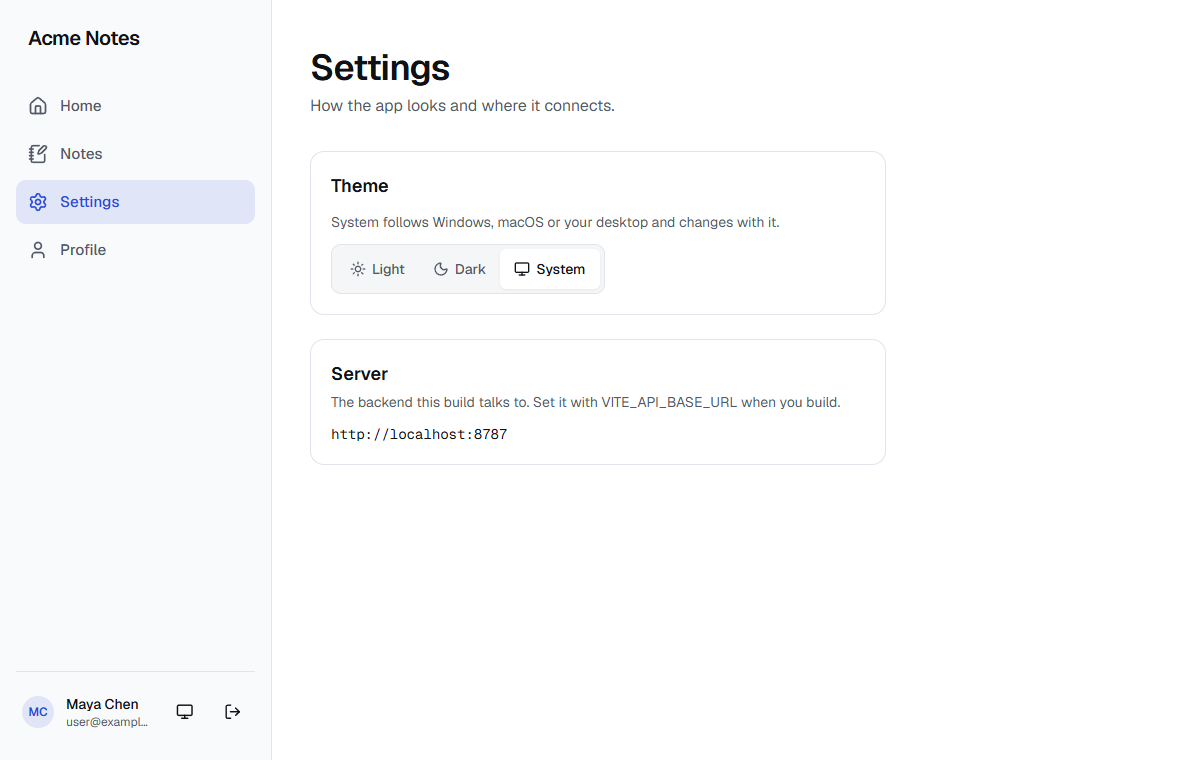 Acme Notes
Home
Notes
Settings
Profile
MC
Maya Chen
user@exampl...
Settings
How the app looks and where it connects.
Theme
System follows Windows, macOS or your desktop and changes with it.
Light Dark System
Server
The backend this build talks to. Set it with VITE_API_BASE_URL when you build.
http://localhost:8787